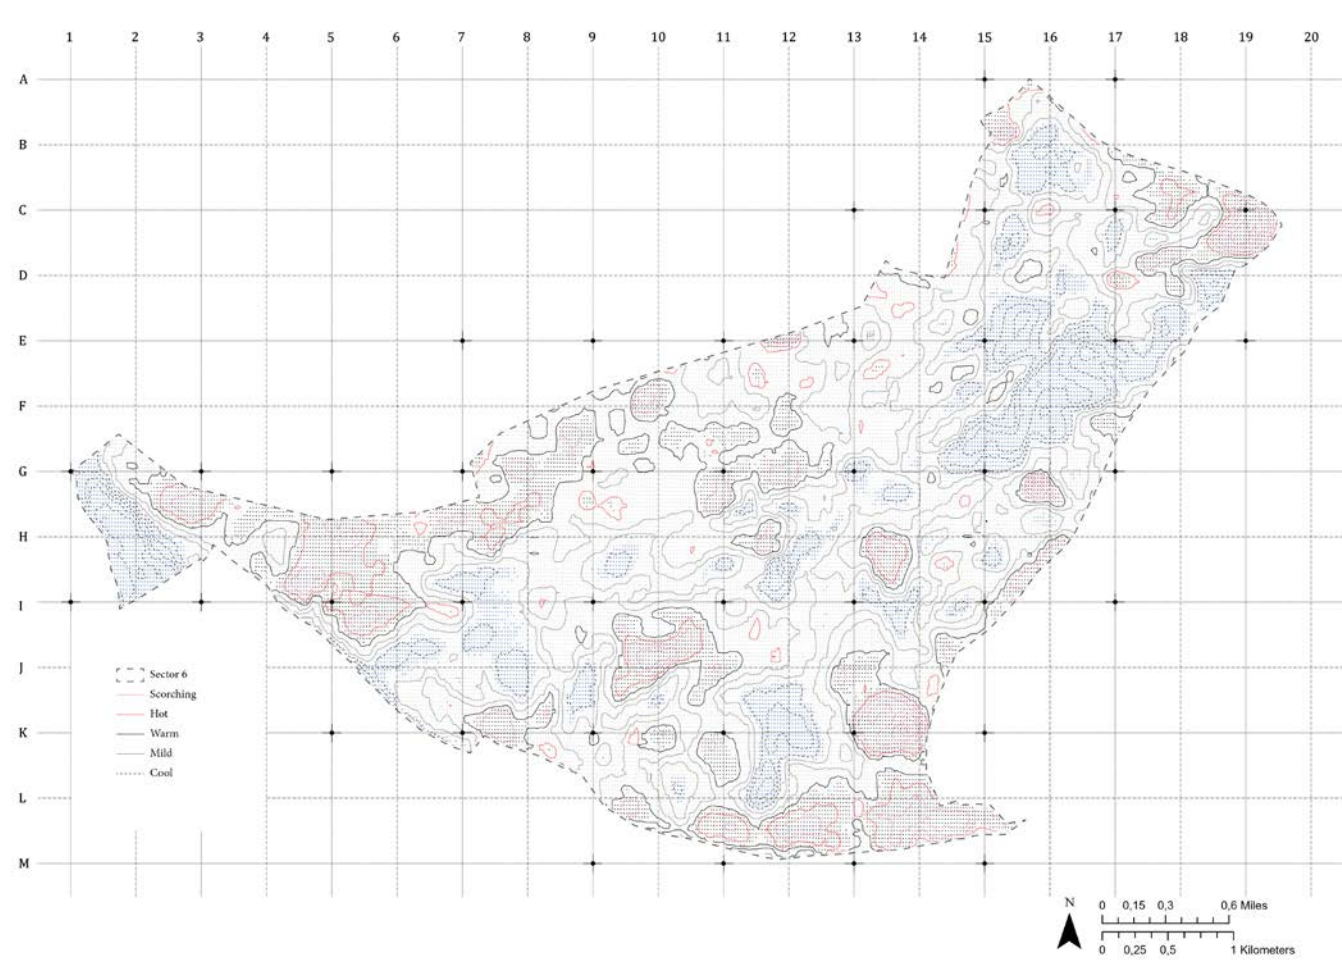 1 2 3 4 5 6 7 8 9 10 11 12 13 14 15 16 17 18 19 20
A
B
C
D
E
F
G
H
I
J
K
L
M
Sector 6
Scorching
Hot
Warm
Mild
Cool
N
0 0,15 0,3 0,6 Miles
0 0,25 0,5 1 Kilometers